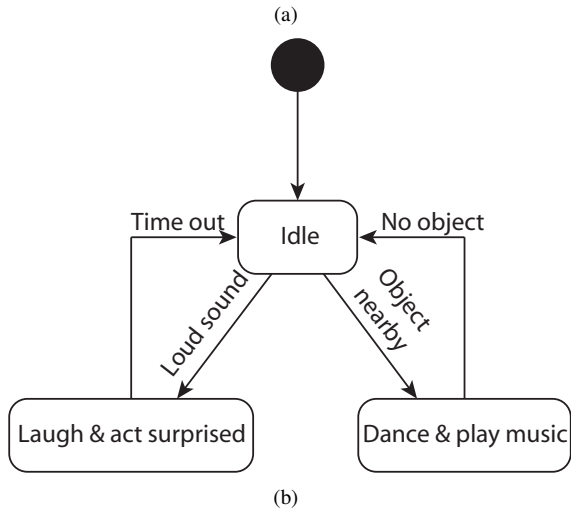 (a)
Idle
Time out
No object
Loud sound
Object
nearby
Laugh & act surprised
Dance & play music
(b)